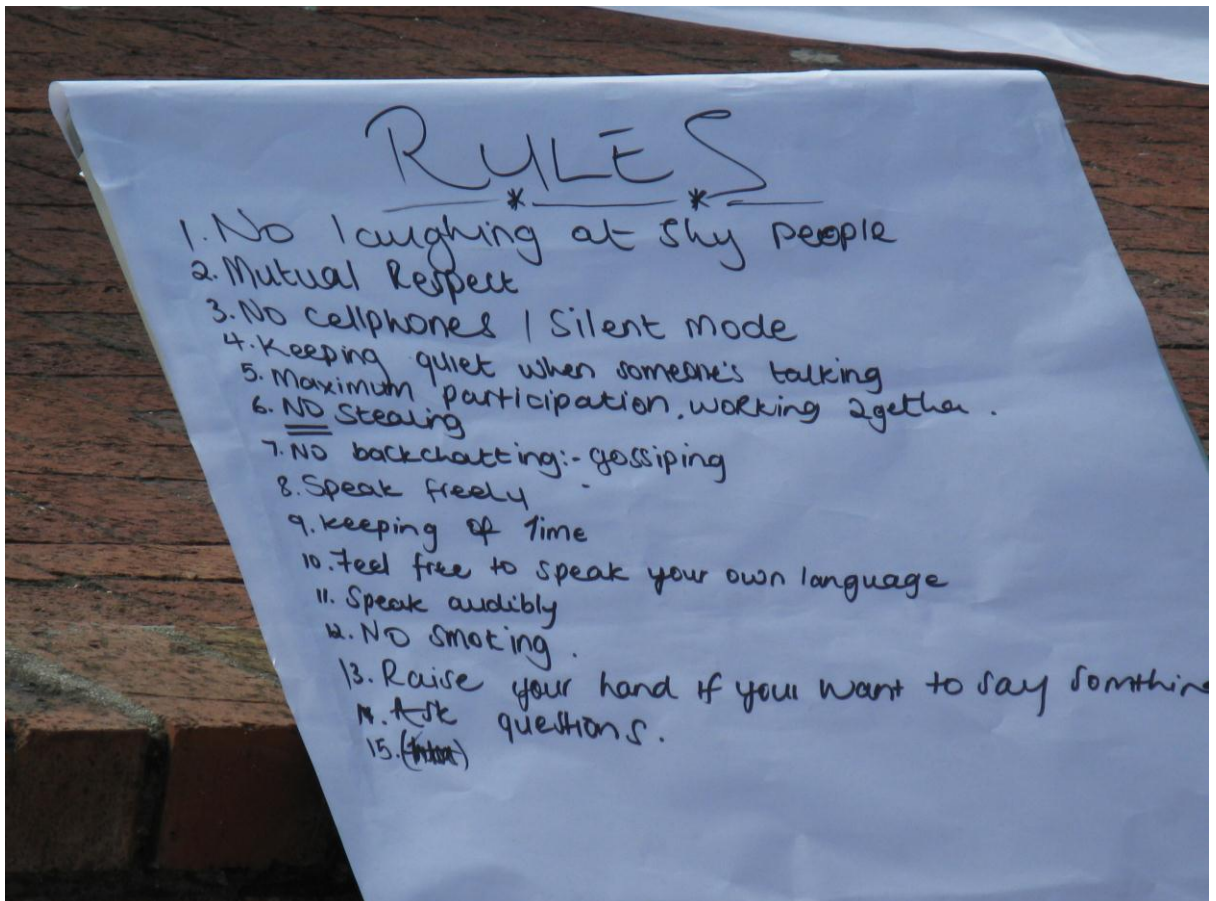 RULES
1. No laughing at shy people
2. Mutual Respect
3. No cellphones / Silent mode
4. Keeping quiet when someone's talking
5. Maximum participation, working 2gether.
6. NO Stealing
7. NO backchatting:- gossiping
8. Speak freely
9. keeping of Time
10. Feel free to speak your own language
11. Speak audibly
12. NO smoking.
13. Raise your hand if your want to say somthin
14. Ask questions.
15.